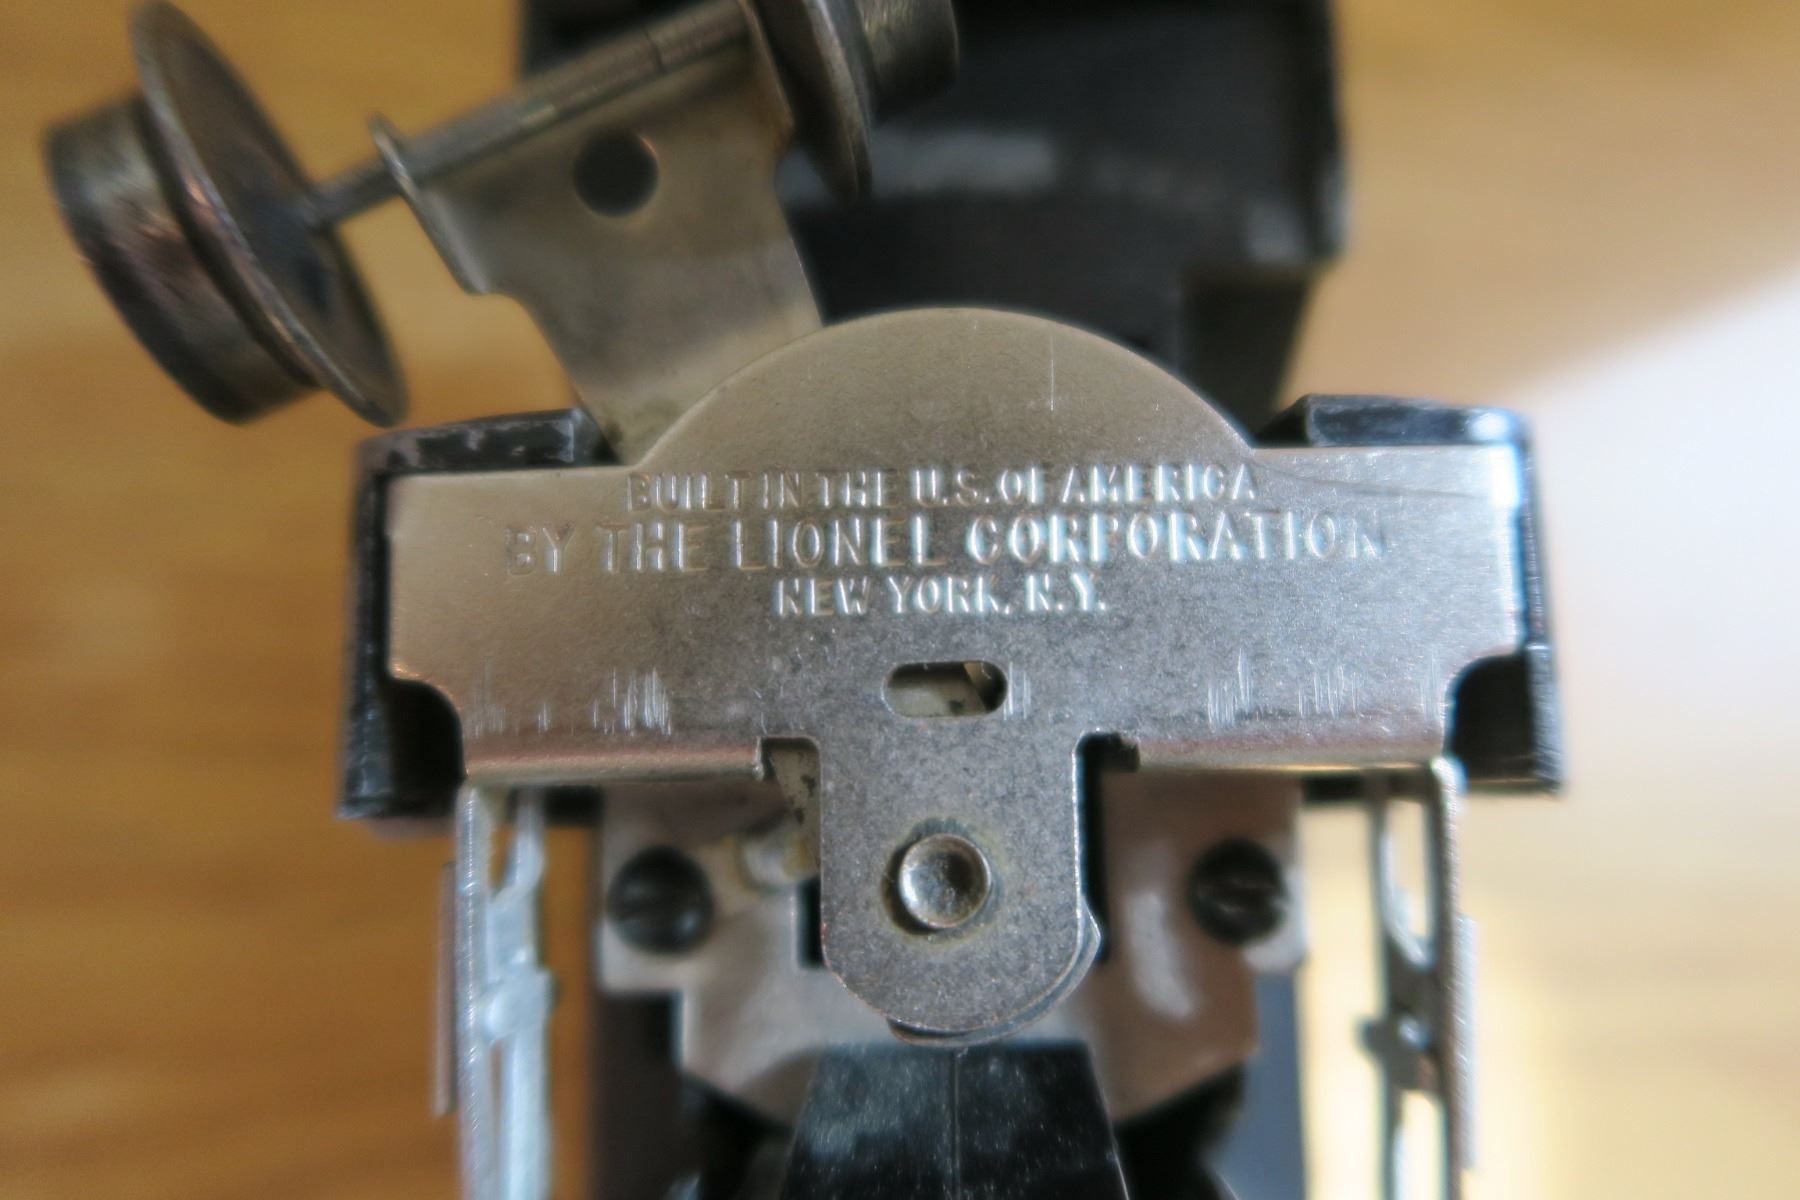 BUILT IN THE U.S. OF AMERICA
BY THE LIONEL CORPORATION
NEW YORK, N.Y.